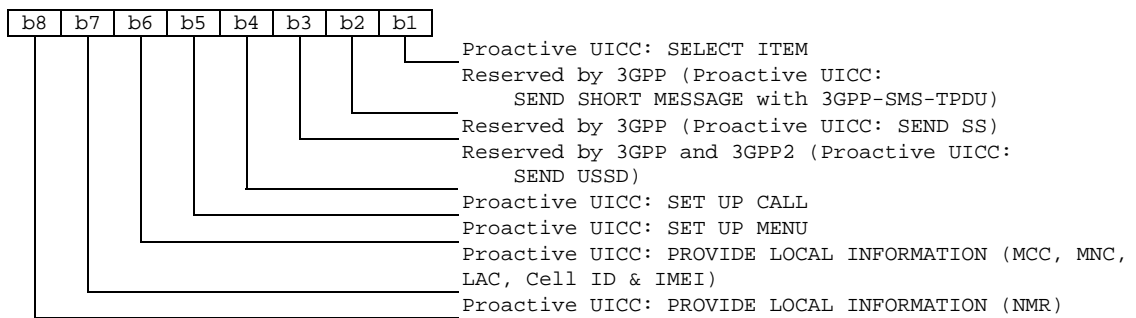 b8 b7 b6 b5 b4 b3 b2 b1
Proactive UICC: SELECT ITEM
Reserved by 3GPP (Proactive UICC:
SEND SHORT MESSAGE with 3GPP-SMS-TPDU)
Reserved by 3GPP (Proactive UICC: SEND SS)
Reserved by 3GPP and 3GPP2 (Proactive UICC:
SEND USSD)
Proactive UICC: SET UP CALL
Proactive UICC: SET UP MENU
Proactive UICC: PROVIDE LOCAL INFORMATION (MCC, MNC,
LAC, Cell ID & IMEI)
Proactive UICC: PROVIDE LOCAL INFORMATION (NMR)